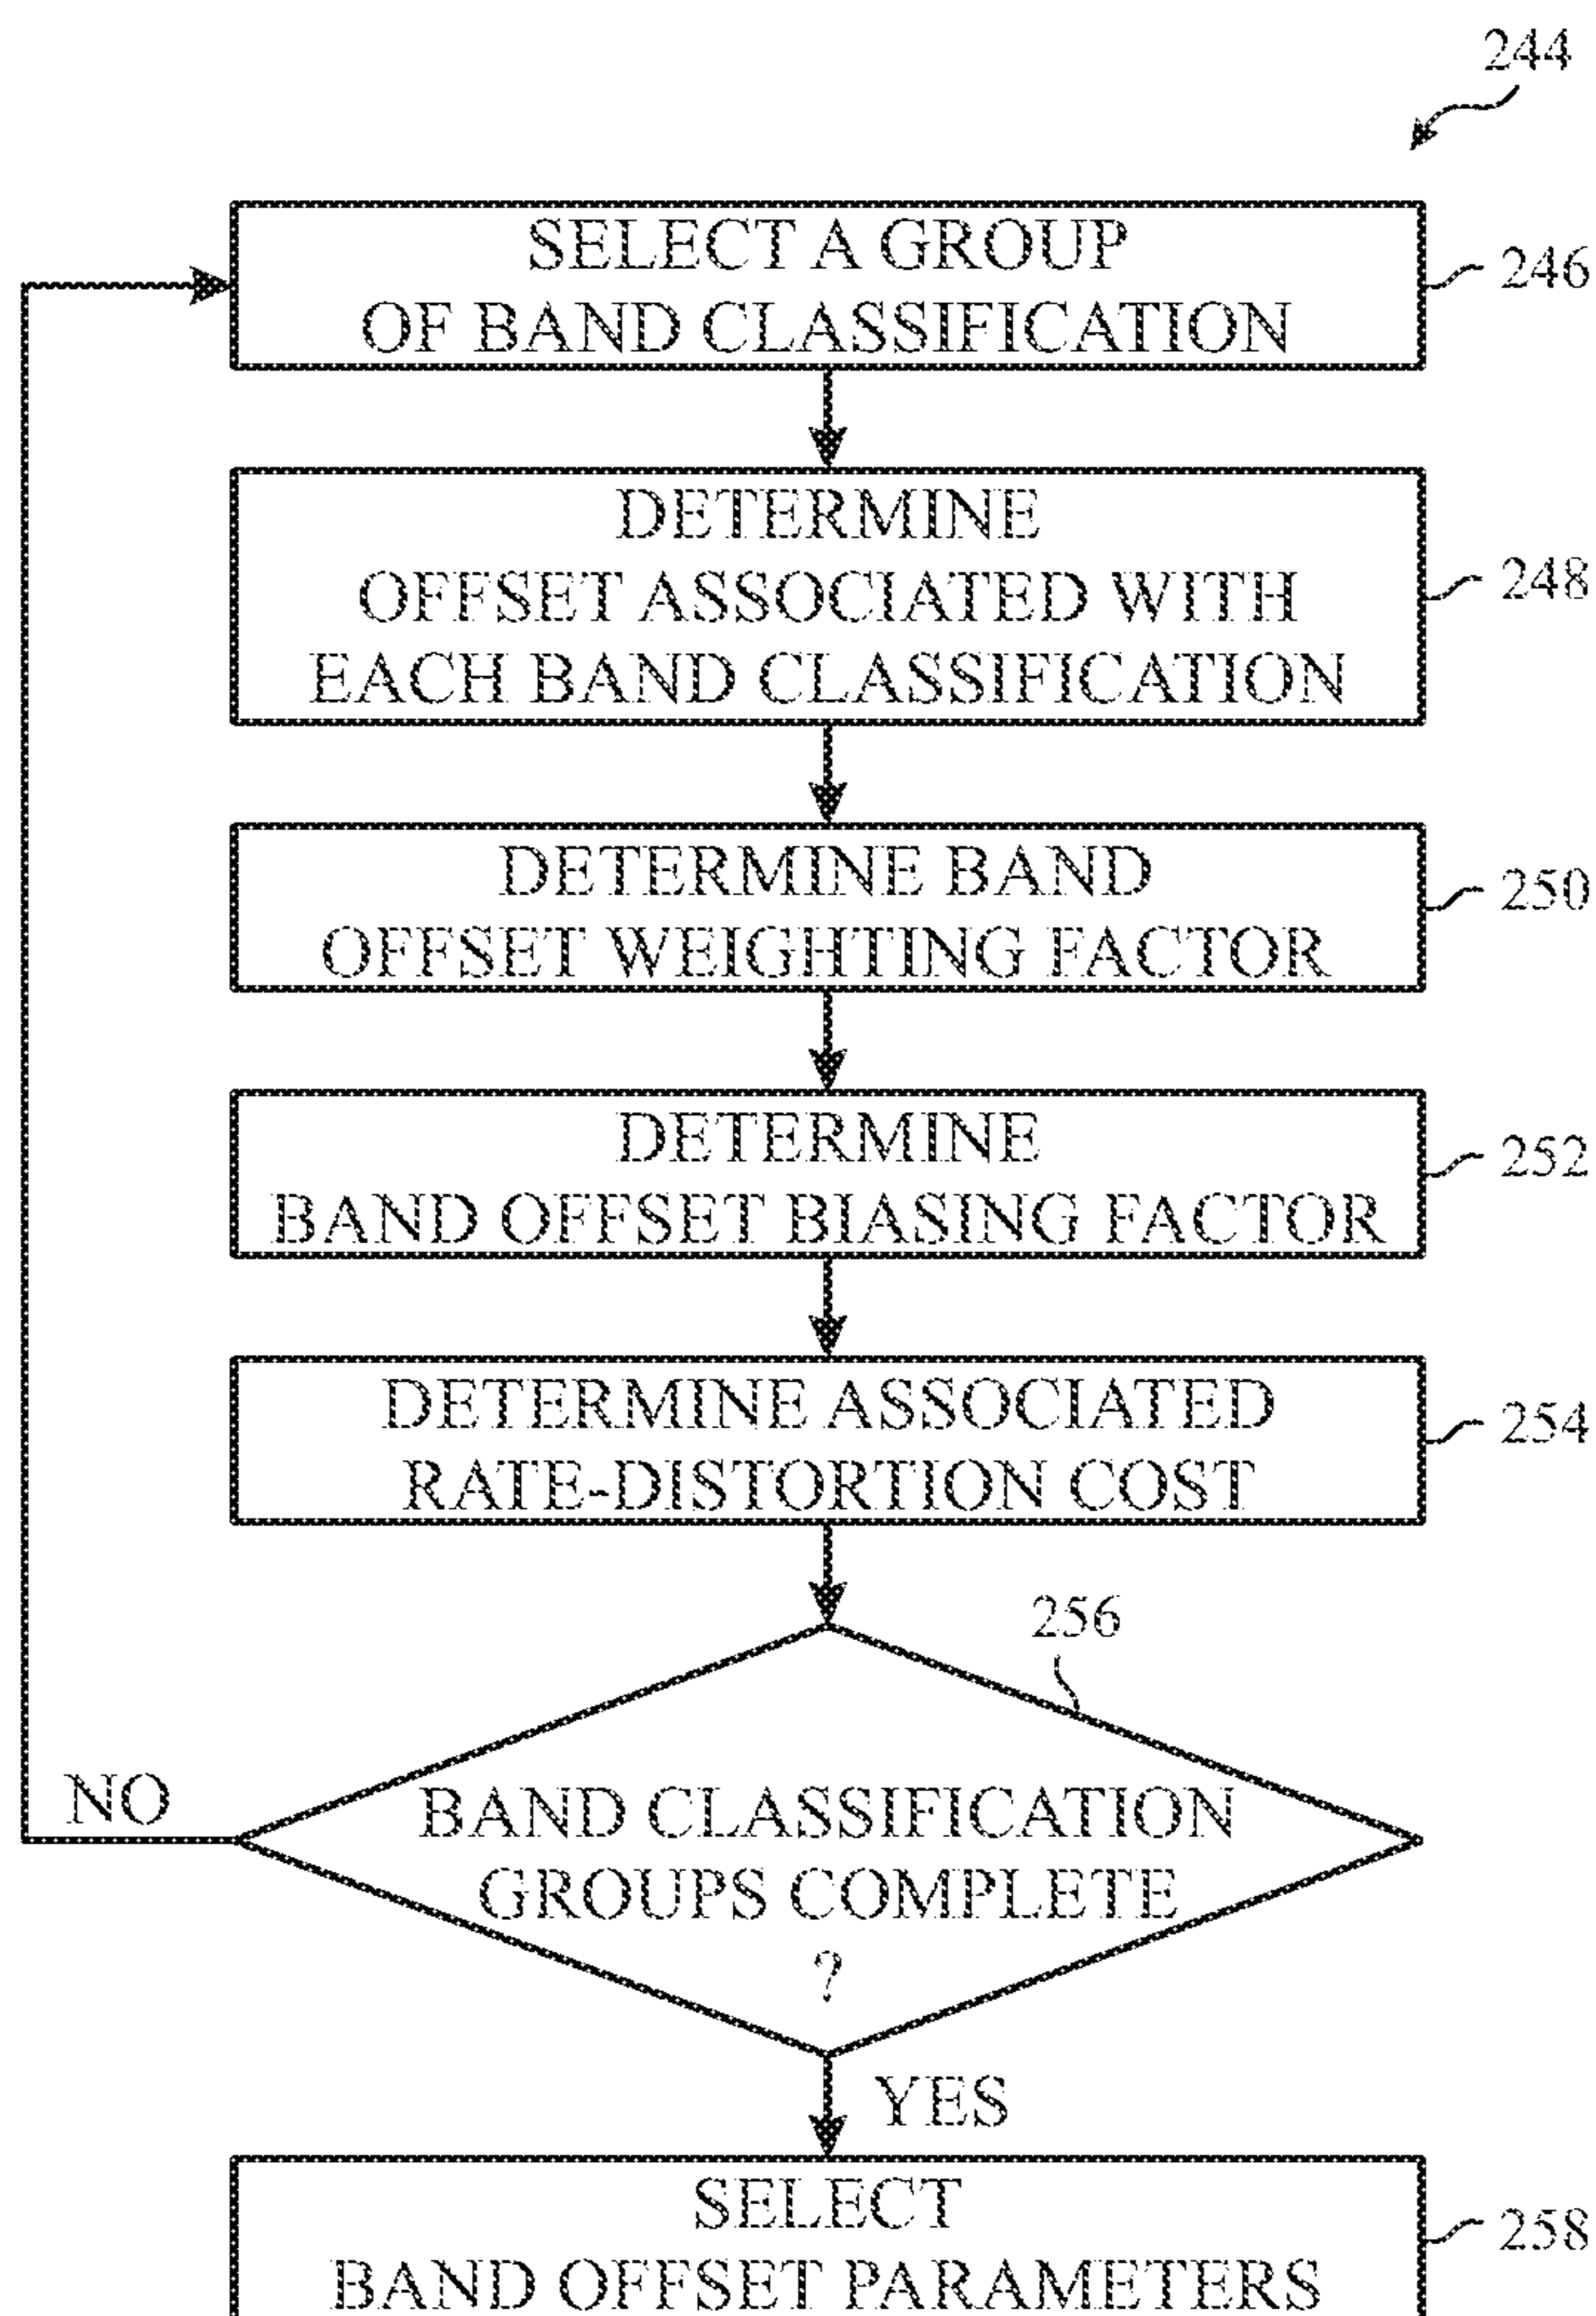 244
SELECT A GROUP
OF BAND CLASSIFICATION
246
DETERMINE
OFFSET ASSOCIATED WITH
EACH BAND CLASSIFICATION
248
DETERMINE BAND
OFFSET WEIGHTING FACTOR
250
DETERMINE
BAND OFFSET BIASING FACTOR
252
DETERMINE ASSOCIATED
RATE-DISTORTION COST
254
256
BAND CLASSIFICATION
GROUPS COMPLETE
?
NO
YES
SELECT
BAND OFFSET PARAMETERS
258